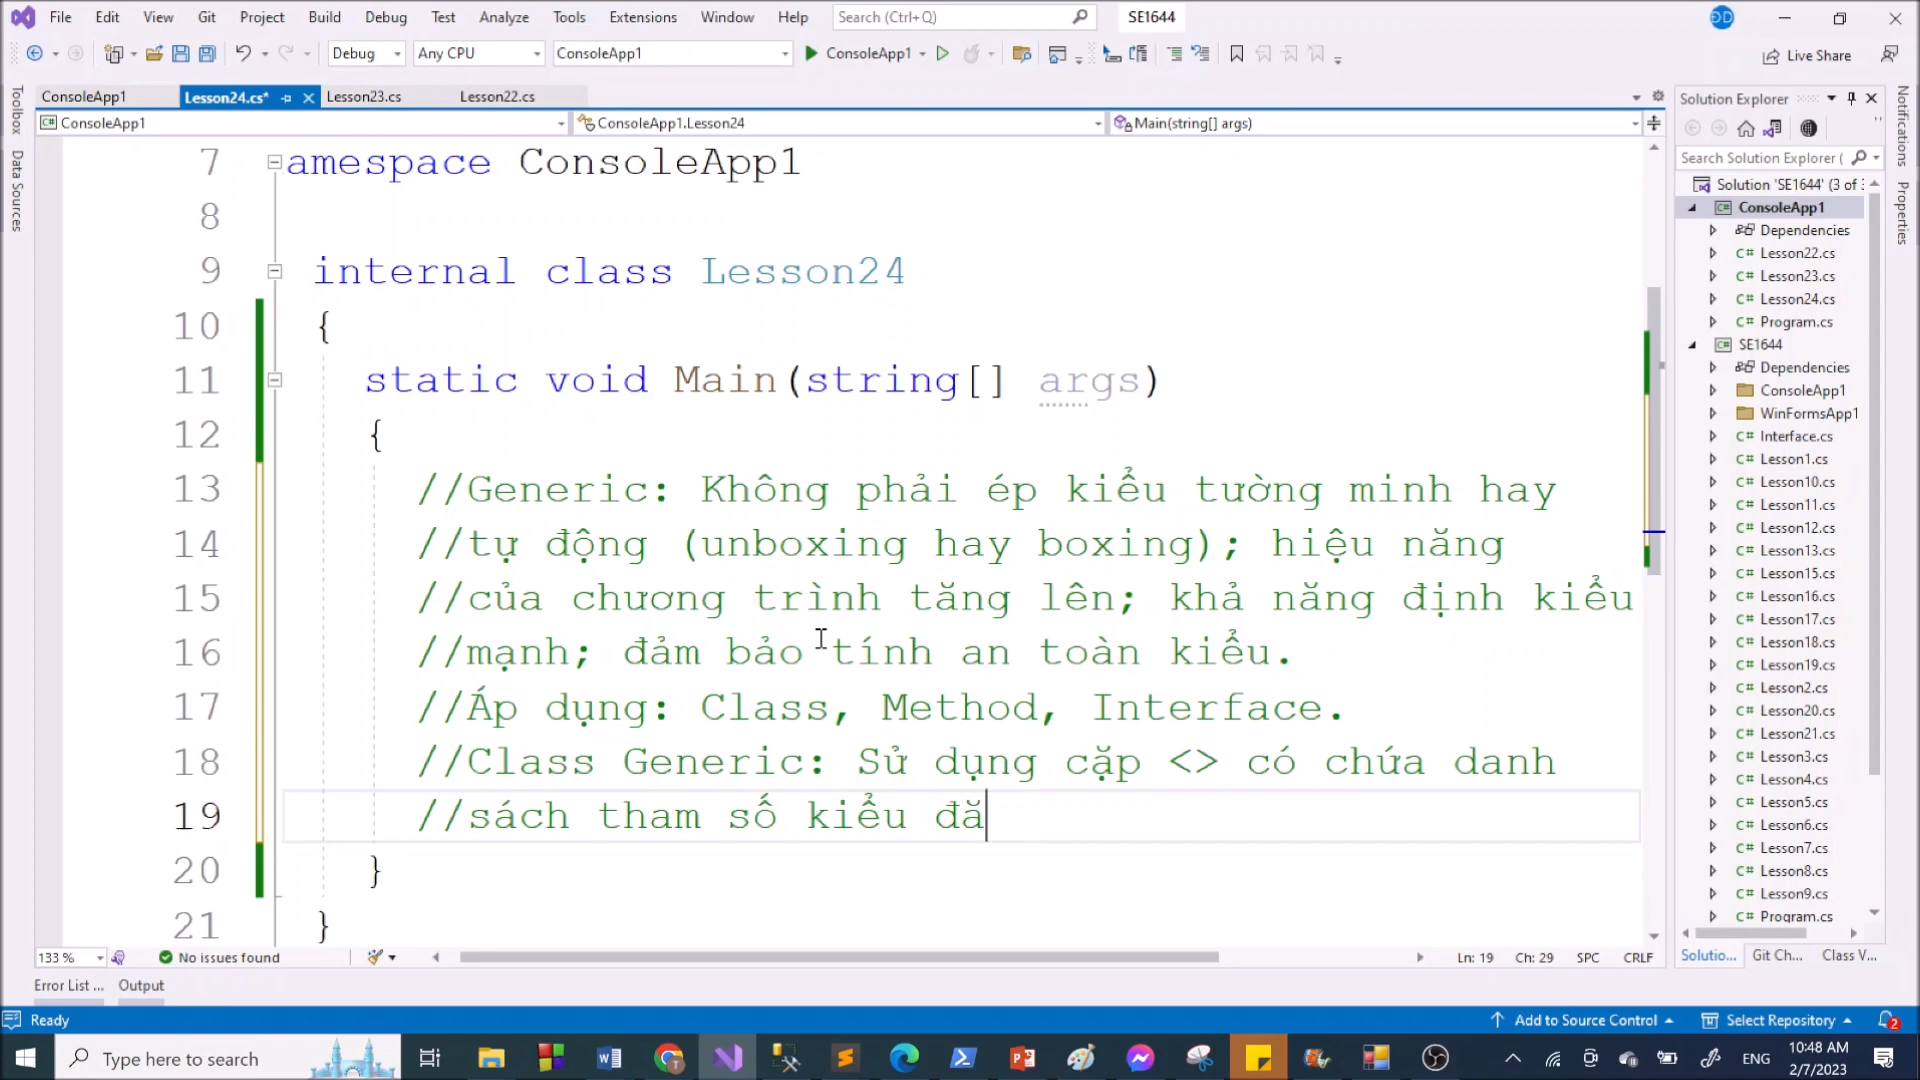 File Edit View Git Project Build Debug Test Analyze Tools Extensions Window Help Search (Ctrl+Q) SE1644 ĐD
Debug Any CPU ConsoleApp1 ConsoleApp1 Live Share
Toolbox
Data Sources
ConsoleApp1 Lesson24.cs* Lesson23.cs Lesson22.cs
ConsoleApp1 ConsoleApp1.Lesson24 Main(string[] args)
7 amespace ConsoleApp1
8
9 internal class Lesson24
10 {
11 static void Main(string[] args)
12 {
13 //Generic: Không phải ép kiểu tường minh hay
14 //tự động (unboxing hay boxing); hiệu năng
15 //của chương trình tăng lên; khả năng định kiểu
16 //mạnh; đảm bảo tính an toàn kiểu.
17 //Áp dụng: Class, Method, Interface.
18 //Class Generic: Sử dụng cặp <> có chứa danh
19 //sách tham số kiểu đă
20 }
21 }
133 % No issues found Ln: 19 Ch: 29 SPC CRLF
Error List ... Output
Solution Explorer
Search Solution Explorer (
Solution 'SE1644' (3 of
C# ConsoleApp1
Dependencies
C# Lesson22.cs
C# Lesson23.cs
C# Lesson24.cs
C# Program.cs
C# SE1644
Dependencies
ConsoleApp1
WinFormsApp1
C# Interface.cs
C# Lesson1.cs
C# Lesson10.cs
C# Lesson11.cs
C# Lesson12.cs
C# Lesson13.cs
C# Lesson15.cs
C# Lesson16.cs
C# Lesson17.cs
C# Lesson18.cs
C# Lesson19.cs
C# Lesson2.cs
C# Lesson20.cs
C# Lesson21.cs
C# Lesson3.cs
C# Lesson4.cs
C# Lesson5.cs
C# Lesson6.cs
C# Lesson7.cs
C# Lesson8.cs
C# Lesson9.cs
C# Program.cs
Solutio... Git Ch... Class V...
Notifications
Properties
Ready Add to Source Control Select Repository 2
Type here to search ENG 10:48 AM
2/7/2023